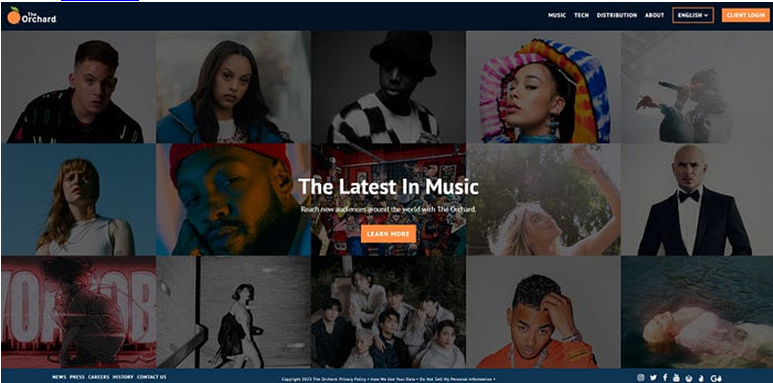 The
Orchard
MUSIC TECH DISTRIBUTION ABOUT ENGLISH CLIENT LOGIN
The Latest In Music
Reach new audiences around the world with The Orchard.
LEARN MORE
NEWS PRESS CAREERS HISTORY CONTACT US
Copyright 2023 The Orchard. Privacy Policy • How We Use Your Data • Do Not Sell My Personal Information •